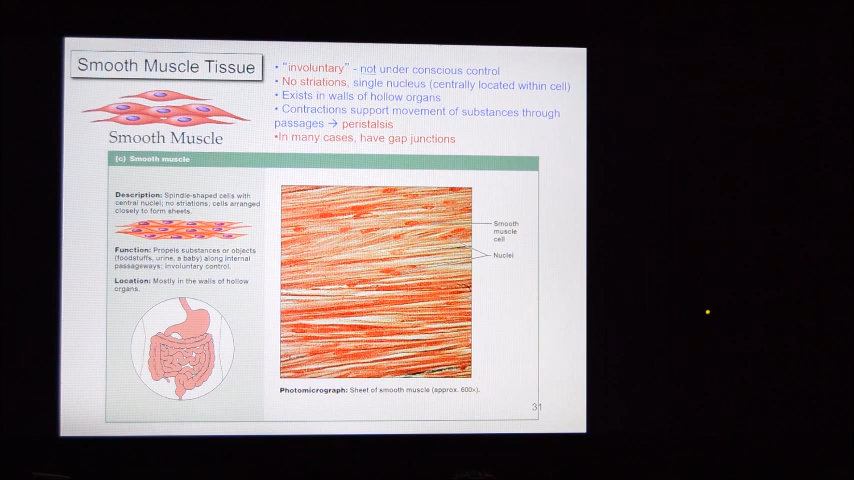 Smooth Muscle Tissue
• "involuntary" - not under conscious control
• No striations, single nucleus (centrally located within cell)
• Exists in walls of hollow organs
• Contractions support movement of substances through
passages → peristalsis
•In many cases, have gap junctions
Smooth Muscle
(c) Smooth muscle
Description: Spindle-shaped cells with
central nuclei; no striations; cells arranged
closely to form sheets.
Function: Propels substances or objects
(foodstuffs, urine, a baby) along internal
passageways; involuntary control.
Location: Mostly in the walls of hollow
organs.
Smooth
muscle
cell
Nuclei
Photomicrograph: Sheet of smooth muscle (approx. 600×).
31